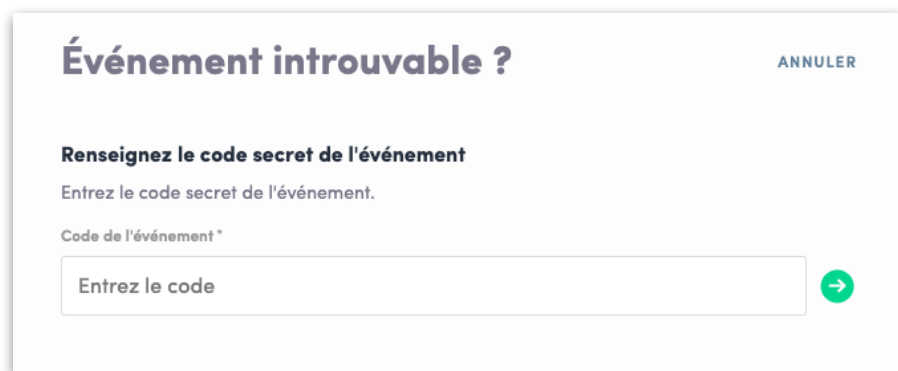 Événement introuvable ?
ANNULER
Renseignez le code secret de l'événement
Entrez le code secret de l'événement.
Code de l'événement *
Entrez le code